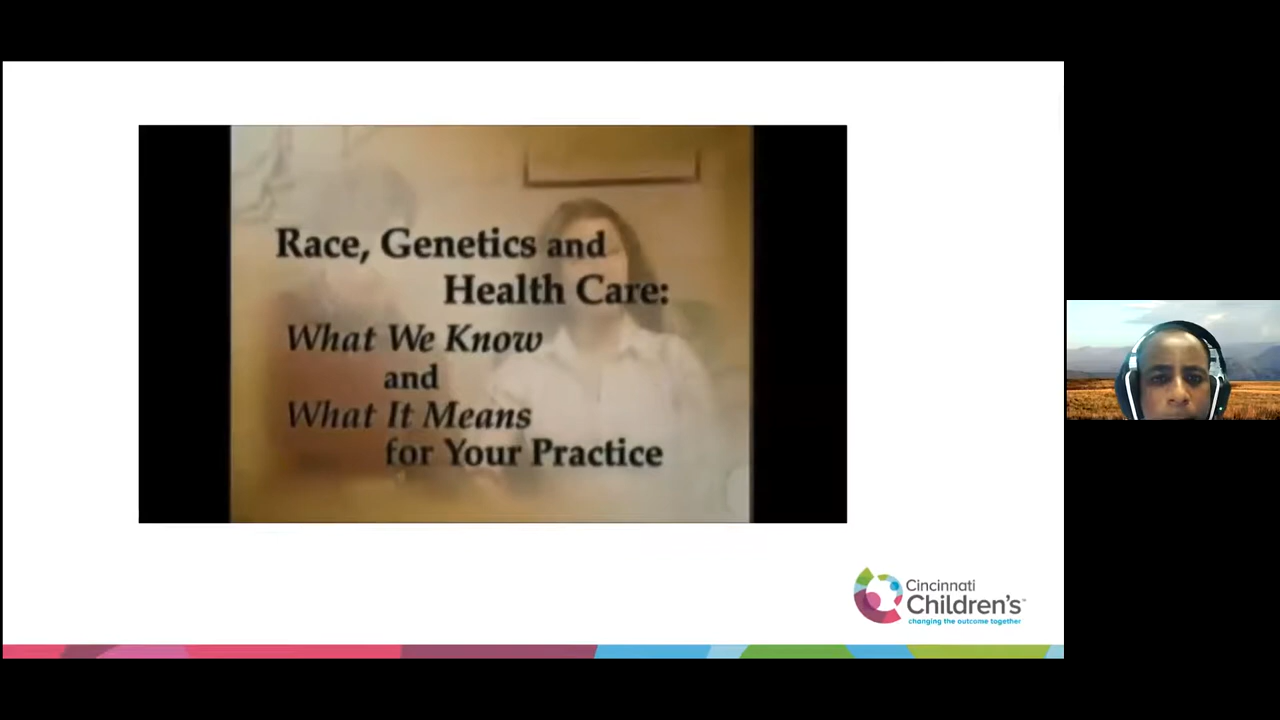 Race, Genetics and
Health Care:
What We Know
and
What It Means
for Your Practice
Cincinnati
Children's™
changing the outcome together